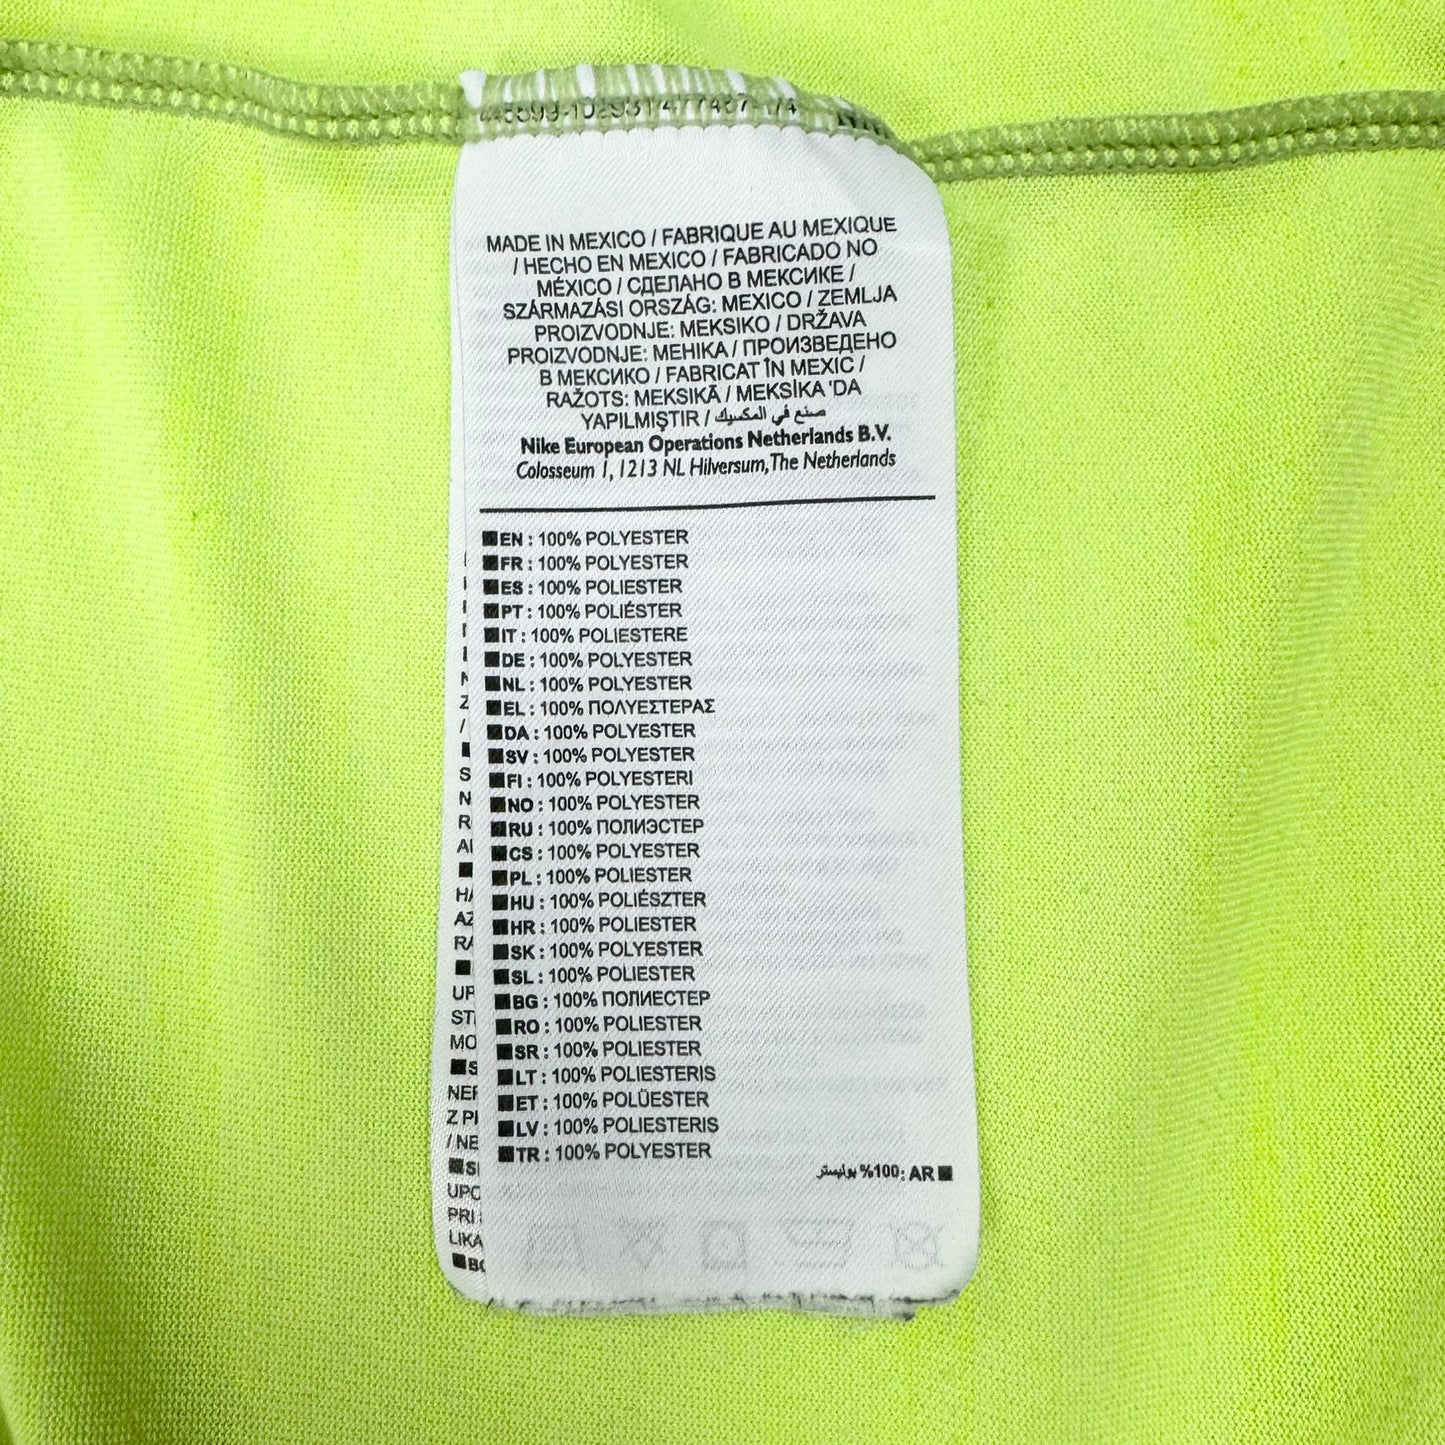 MADE IN MEXICO / FABRIQUE AU MEXIQUE
/ HECHO EN MEXICO / FABRICADO NO
MÉXICO / СДЕЛАНО В МЕКСИКЕ /
SZÁRMAZÁSI ORSZÁG: MEXICO / ZEMLJA
PROIZVODNJE: MEKSIKO / DRŽAVA
PROIZVODNJE: МЕНІКА / ПРОИЗВЕДЕНО
В МЕКСИКО / FABRICAT ÎN MEXIC /
RAŽOTS: MEKSIKĀ / MEKSİKA 'DA
YAPILMIŞTIR / صنع في المكسيك
Nike European Operations Netherlands B.V.
Colosseum 1, 1213 NL Hilversum, The Netherlands
EN : 100% POLYESTER
FR : 100% POLYESTER
ES : 100% POLIESTER
PT : 100% POLIÉSTER
IT : 100% POLIESTERE
DE : 100% POLYESTER
NL : 100% POLYESTER
EL : 100% ΠΟΛΥΕΣΤΕΡΑΣ
DA : 100% POLYESTER
SV : 100% POLYESTER
FI : 100% POLYESTERI
NO : 100% POLYESTER
RU : 100% ПОЛИЭСТЕР
CS : 100% POLYESTER
PL : 100% POLIESTER
HU : 100% POLIÉSZTER
HR : 100% POLIESTER
SK : 100% POLYESTER
SL : 100% POLIESTER
BG : 100% ПОЛИЕСТЕР
RO : 100% POLIESTER
SR : 100% POLIESTER
LT : 100% POLIESTERIS
ET : 100% POLÜESTER
LV : 100% POLIESTERIS
TR : 100% POLYESTER
AR : 100% بوليستر